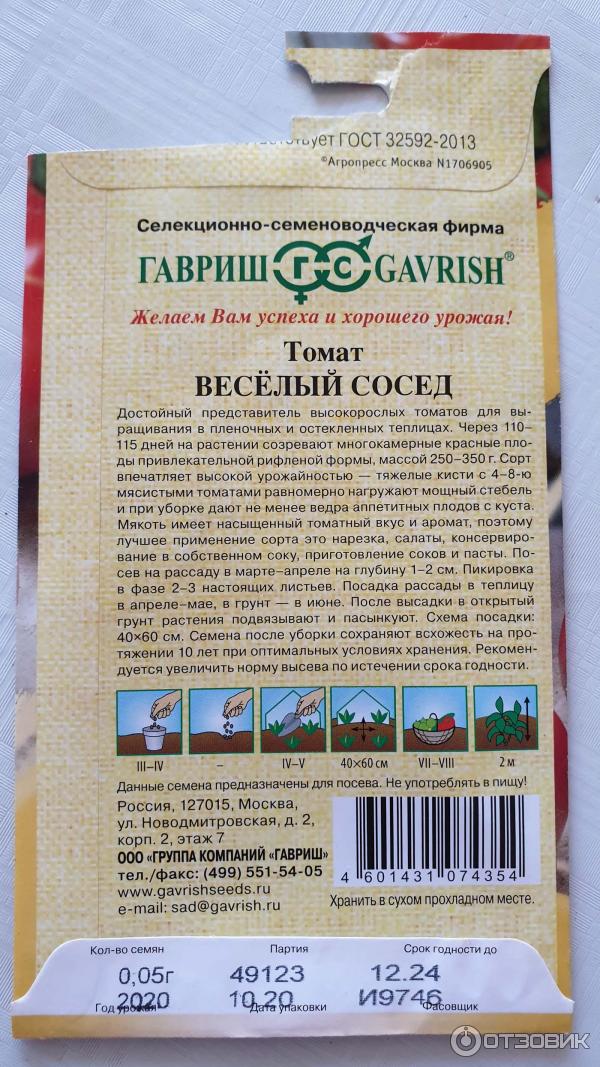 ГОСТ 32592-2013
©Агропресс Москва N1706905
Селекционно-семеноводческая фирма
ГАВРИШ ГС GAVRISH®
Желаем Вам успеха и хорошего урожая!
Томат
ВЕСЁЛЫЙ СОСЕД
Достойный представитель высокорослых томатов для вы-
ращивания в пленочных и остекленных теплицах. Через 110–
115 дней на растении созревают многокамерные красные пло-
ды привлекательной рифленой формы, массой 250–350 г. Сорт
впечатляет высокой урожайностью — тяжелые кисти с 4–8-ю
мясистыми томатами равномерно нагружают мощный стебель
и при уборке дают не менее ведра аппетитных плодов с куста.
Мякоть имеет насыщенный томатный вкус и аромат, поэтому
лучшее применение сорта это нарезка, салаты, консервиро-
вание в собственном соку, приготовление соков и пасты. По-
сев на рассаду в марте–апреле на глубину 1–2 см. Пикировка
в фазе 2–3 настоящих листьев. Посадка рассады в теплицу
в апреле–мае, в грунт — в июне. После высадки в открытый
грунт растения подвязывают и пасынкуют. Схема посадки:
40×60 см. Семена после уборки сохраняют всхожесть на про-
тяжении 10 лет при оптимальных условиях хранения. Рекомен-
дуется увеличить норму высева по истечении срока годности.
III–IV – IV–V 40×60 см VII–VIII 2 м
Данные семена предназначены для посева. Не употреблять в пищу!
Россия, 127015, Москва,
ул. Новодмитровская, д. 2,
корп. 2, этаж 7
ООО «ГРУППА КОМПАНИЙ «ГАВРИШ»
тел./факс: (499) 551-54-05
www.gavrishseeds.ru
e-mail: sad@gavrish.ru
4 601431 074354
Хранить в сухом прохладном месте.
Кол-во семян Партия Срок годности до
0,05г 49123 12.24
2020 10.20 И9746
Год урожая Дата упаковки Фасовщик
ОТЗОВИК